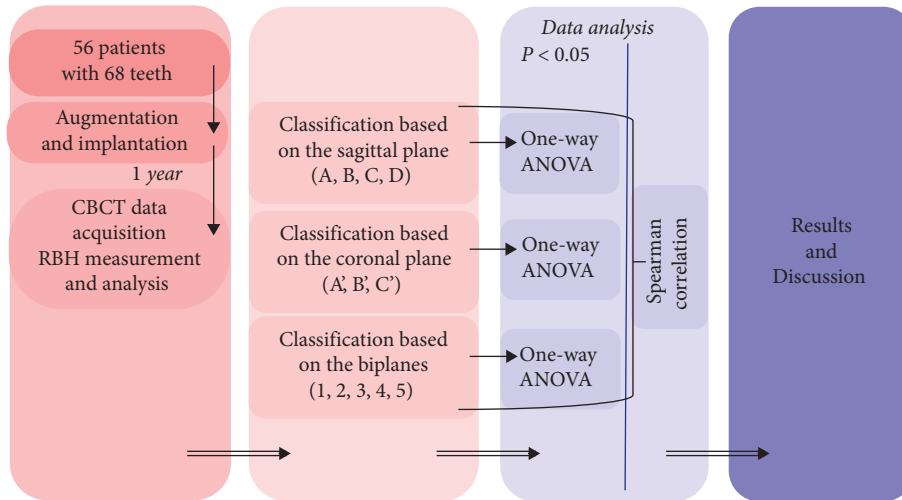 56 patients
with 68 teeth
Augmentation
and implantation
1 year
CBCT data
acquisition
RBH measurement
and analysis
Classification based
on the sagittal plane
(A, B, C, D)
Classification based
on the coronal plane
(A', B', C')
Classification based
on the biplanes
(1, 2, 3, 4, 5)
Data analysis
P < 0.05
One-way
ANOVA
One-way
ANOVA
One-way
ANOVA
Spearman
correlation
Results
and
Discussion